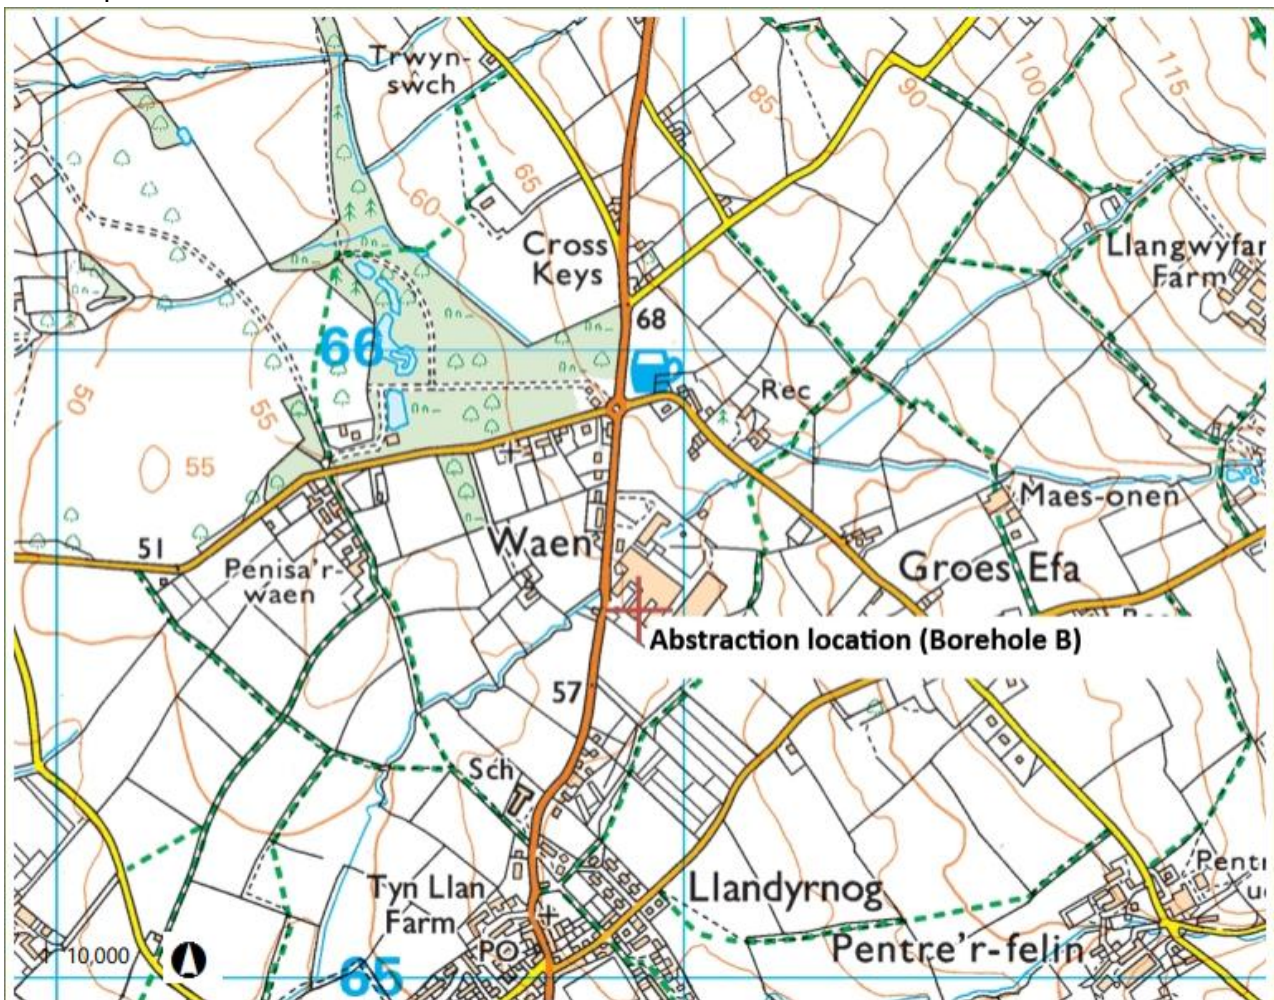 Trwyn-
swch
85
90
100
115
65
60
Cross
Keys
Llangwyfan
Farm
68
66
50
55
55
Rec
Maes-onen
51
Waen
Groes Efa
Penisa'r-
waen
Abstraction location (Borehole B)
57
Sch
Tyn Llan
Farm
Llandyrnog
PO
Pentre'r-felin
1 10,000
65